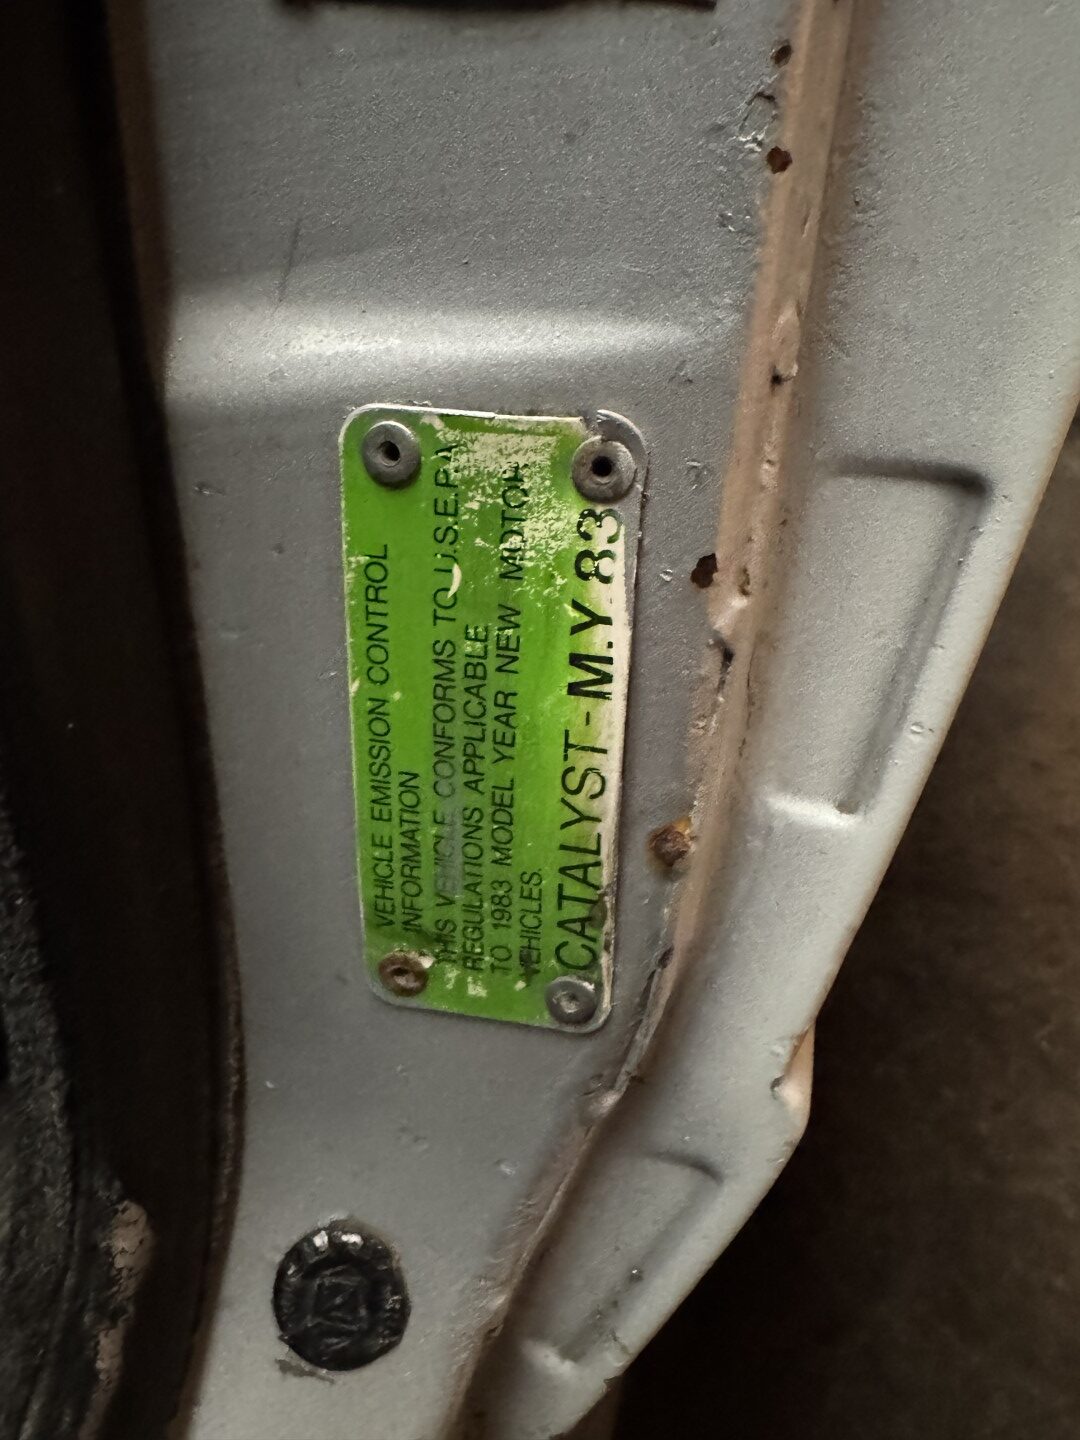 VEHICLE EMISSION CONTROL
INFORMATION
THIS VEHICLE CONFORMS TO U.S.E.P.A
REGULATIONS APPLICABLE
TO 1983 MODEL YEAR NEW MOTOR
VEHICLES.
CATALYST - M.Y 83